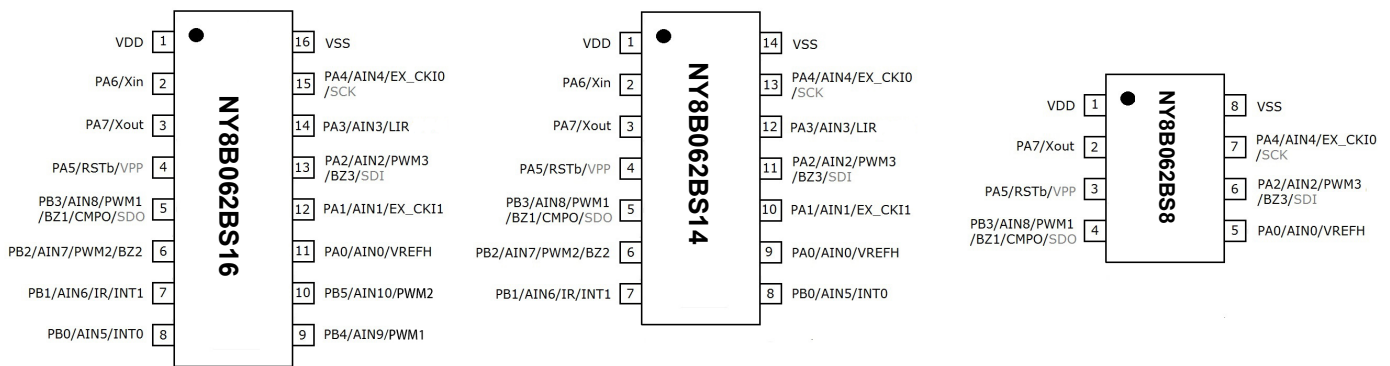 VDD 1
PA6/Xin 2
PA7/Xout 3
PA5/RSTb/VPP 4
PB3/AIN8/PWM1
/BZ1/CMPO/SDO 5
PB2/AIN7/PWM2/BZ2 6
PB1/AIN6/IR/INT1 7
PB0/AIN5/INT0 8
NY8B062BS16
16 VSS
15 PA4/AIN4/EX_CKI0
/SCK
14 PA3/AIN3/LIR
13 PA2/AIN2/PWM3
/BZ3/SDI
12 PA1/AIN1/EX_CKI1
11 PA0/AIN0/VREFH
10 PB5/AIN10/PWM2
9 PB4/AIN9/PWM1
VDD 1
PA6/Xin 2
PA7/Xout 3
PA5/RSTb/VPP 4
PB3/AIN8/PWM1
/BZ1/CMPO/SDO 5
PB2/AIN7/PWM2/BZ2 6
PB1/AIN6/IR/INT1 7
NY8B062BS14
14 VSS
13 PA4/AIN4/EX_CKI0
/SCK
12 PA3/AIN3/LIR
11 PA2/AIN2/PWM3
/BZ3/SDI
10 PA1/AIN1/EX_CKI1
9 PA0/AIN0/VREFH
8 PB0/AIN5/INT0
VDD 1
PA7/Xout 2
PA5/RSTb/VPP 3
PB3/AIN8/PWM1
/BZ1/CMPO/SDO 4
NY8B062BS8
8 VSS
7 PA4/AIN4/EX_CKI0
/SCK
6 PA2/AIN2/PWM3
/BZ3/SDI
5 PA0/AIN0/VREFH